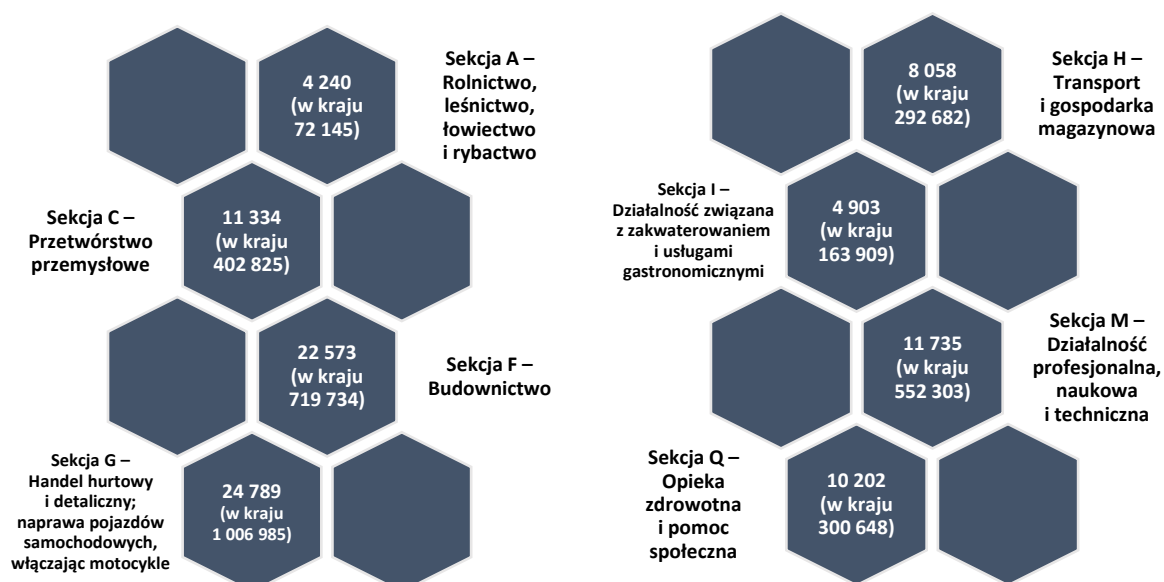 4 240
(w kraju
72 145)
Sekcja A –
Rolnictwo,
leśnictwo,
łowiectwo
i rybactwo
Sekcja C –
Przetwórstwo
przemysłowe
11 334
(w kraju
402 825)
22 573
(w kraju
719 734)
Sekcja F –
Budownictwo
Sekcja G –
Handel hurtowy
i detaliczny;
naprawa pojazdów
samochodowych,
włączając motocykle
24 789
(w kraju
1 006 985)
8 058
(w kraju
292 682)
Sekcja H –
Transport
i gospodarka
magazynowa
Sekcja I –
Działalność związana
z zakwaterowaniem
i usługami
gastronomicznymi
4 903
(w kraju
163 909)
11 735
(w kraju
552 303)
Sekcja M –
Działalność
profesjonalna,
naukowa
i techniczna
Sekcja Q –
Opieka
zdrowotna
i pomoc
społeczna
10 202
(w kraju
300 648)